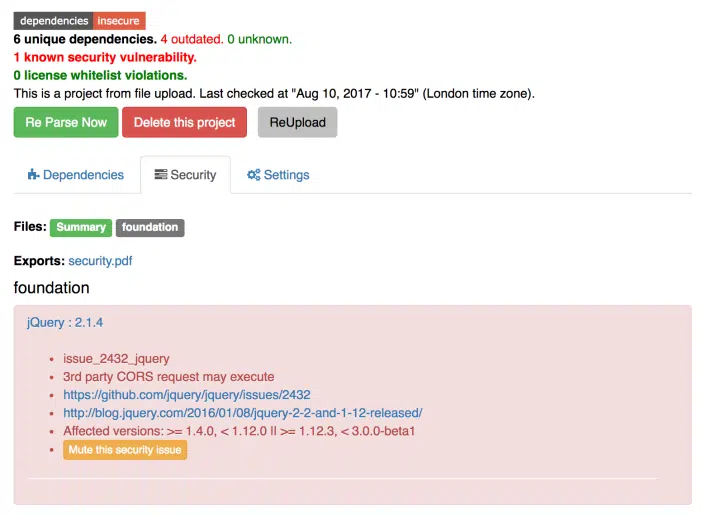 dependencies insecure
6 unique dependencies. 4 outdated. 0 unknown.
1 known security vulnerability.
0 license whitelist violations.
This is a project from file upload. Last checked at "Aug 10, 2017 - 10:59" (London time zone).
Re Parse Now Delete this project ReUpload
Dependencies Security Settings
Files: Summary foundation
Exports: security.pdf
foundation
jQuery : 2.1.4
issue_2432_jquery
3rd party CORS request may execute
https://github.com/jquery/jquery/issues/2432
http://blog.jquery.com/2016/01/08/jquery-2-2-and-1-12-released/
Affected versions: >= 1.4.0, < 1.12.0 || >= 1.12.3, < 3.0.0-beta1
Mute this security issue